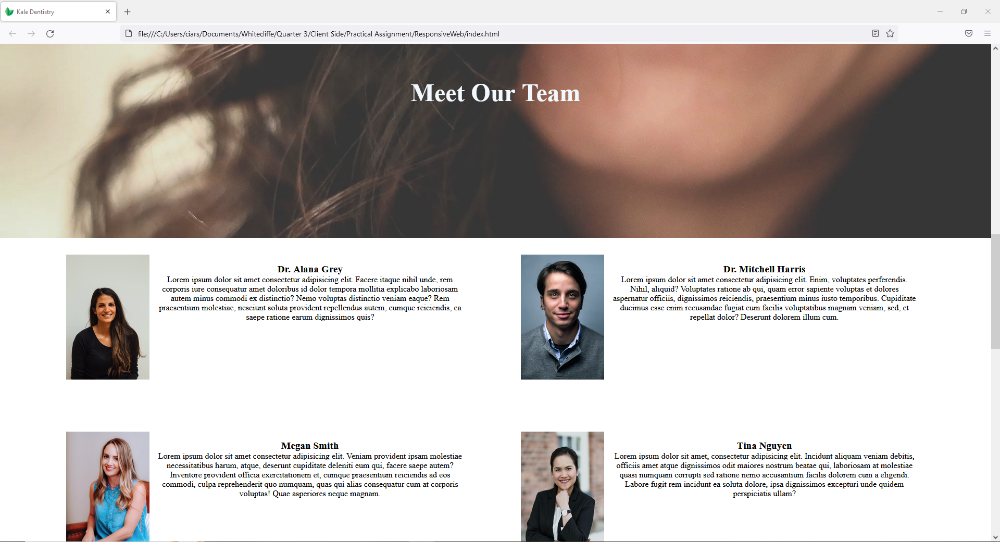 Kale Dentistry
file:///C:/Users/ciars/Documents/Whitecliffe/Quarter 3/Client Side/Practical Assignment/ResponsiveWeb/index.html
Meet Our Team
Dr. Alana Grey
Lorem ipsum dolor sit amet consectetur adipisicing elit. Facere itaque nihil unde, rem
corporis iure consequatur amet doloribus id dolor tempora mollitia explicabo laboriosam
autem minus commodi ex distinctio? Nemo voluptas distinctio veniam eaque? Rem
praesentium molestiae, nesciunt soluta provident repellendus autem, cumque reiciendis, ea
saepe ratione earum dignissimos quis?
Dr. Mitchell Harris
Lorem ipsum dolor sit amet consectetur adipisicing elit. Enim, voluptates perferendis.
Nihil, aliquid? Voluptates ratione ab qui, quam error sapiente voluptas et dolores
aspernatur officiis, dignissimos reiciendis, praesentium minus iusto temporibus. Cupiditate
ducimus esse enim recusandae fugiat cum facilis voluptatibus magnam veniam, sed, et
repellat dolor? Deserunt dolorem illum cum.
Megan Smith
Lorem ipsum dolor sit amet consectetur adipisicing elit. Veniam provident ipsam molestiae
necessitatibus harum, atque, deserunt cupiditate deleniti eum qui, facere saepe autem?
Inventore provident officia exercitationem et, cumque praesentium reiciendis ad eos
commodi, culpa reprehenderit quo numquam, quas qui alias consequatur cum at corporis
voluptas! Quae asperiores neque magnam.
Tina Nguyen
Lorem ipsum dolor sit amet, consectetur adipisicing elit. Incidunt aliquam veniam debitis,
officiis amet atque dignissimos odit maiores nostrum beatae qui, laboriosam at molestiae
quasi numquam corrupti sed ratione nemo accusantium facilis dolorem cum a eligendi.
Labore fugit rem incidunt ea soluta dolore, ipsa dignissimos excepturi unde quidem
perspiciatis ullam?